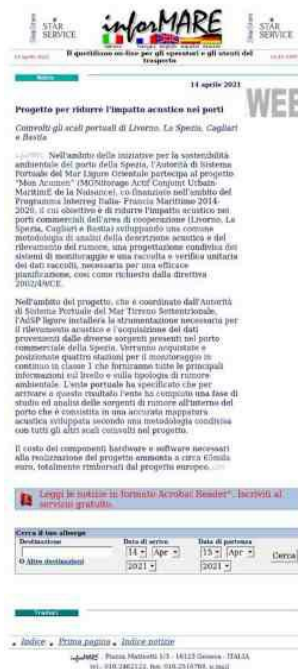 STAR
SERVICE
inforMARE
STAR
SERVICE
Il quotidiano on-line per gli operatori e gli utenti del
trasporto
14 aprile 2021
WEB
Progetto per ridurre l'impatto acustico nei porti
Coinvolti gli scali portuali di Livorno, La Spezia, Cagliari
e Bastia
Nell'ambito delle iniziative per la sostenibilità
ambientale del porto della Spezia, l'Autorità di Sistema
Portuale del Mar Ligure Orientale partecipa al progetto
"Mon Acumen" (MONitorage Actif Conjoint Urbain-
MaritimE de la Nuisance), co-finanziato nell'ambito del
Programma Interreg Italia- Francia Marittimo 2014-
2020, il cui obiettivo è di ridurre l'impatto acustico nei
porti commerciali dell'area di cooperazione (Livorno, La
Spezia, Cagliari e Bastia) sviluppando una comune
metodologia di analisi della descrizione acustica e del
rilevamento del rumore, una progettazione condivisa dei
sistemi di monitoraggio e una raccolta e verifica unitaria
dei dati raccolti, necessaria per una efficace
pianificazione, così come richiesto dalla direttiva
2002/49/CE.
Nell'ambito del progetto, che è coordinato dall'Autorità
di Sistema Portuale del Mar Tirreno Settentrionale,
l'AdSP ligure installerà la strumentazione necessaria per
il rilevamento acustico e l'acquisizione dei dati
provenienti dalle diverse sorgenti presenti nel porto
commerciale della Spezia. Verranno acquistate e
posizionate quattro stazioni per il monitoraggio in
continuo in classe 1 che forniranno tutte le principali
informazioni sul livello e sulla tipologia di rumore
ambientale. L'ente portuale ha specificato che per
arrivare a questo risultato l'ente ha compiuto una fase di
studio ed analisi delle sorgenti di rumore all'interno del
porto che è consistita in una accurata mappatura
acustica sviluppata secondo una metodologia condivisa
con tutti gli altri scali coinvolti nel progetto.
Il costo dei componenti hardware e software necessari
alla realizzazione del progetto ammonta a circa
euro, totalmente rimborsati dal progetto europeo.
Leggi le notizie in formato Acrobat Reader®. Iscriviti al
servizio gratuito.
Cerca il tuo albergo
Destinazione Data di arrivo Data di partenza
14 Apr 15 Apr Cerca
Altre destinazioni 2021 2021
Indice Prima pagina Indice notizie
inforMARE Piazza Matteotti 1/3 - 16123 Genova - ITALIA
tel.: 010.2462122, fax: 010.2516768, e-mail